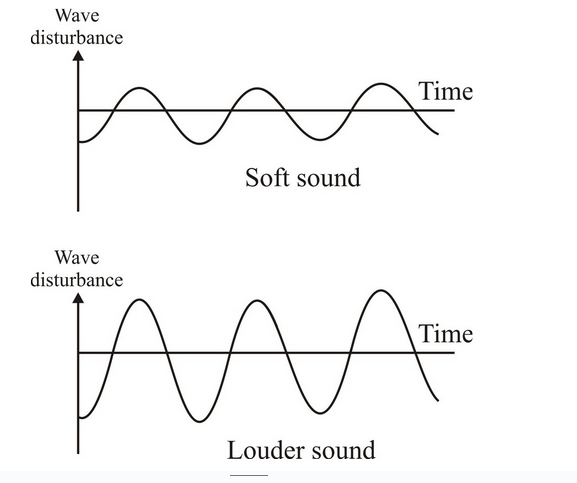 Wave
disturbance
Time
Soft sound
Wave
disturbance
Time
Louder sound